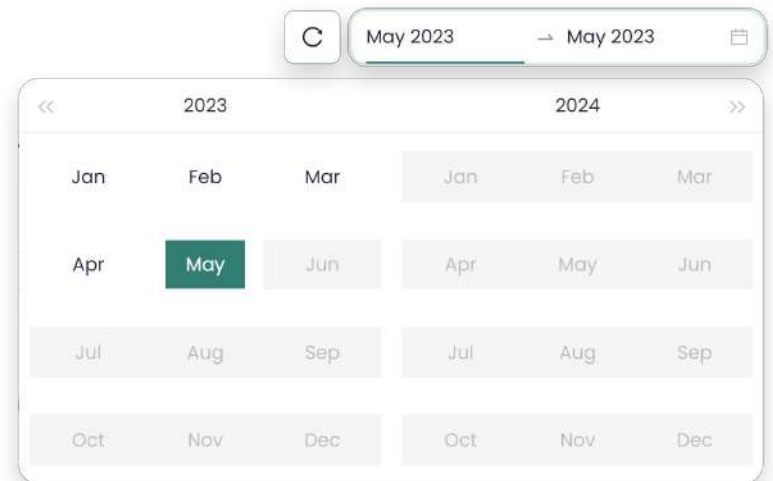 May 2023 → May 2023
« 2023 2024 »
Jan Feb Mar Jan Feb Mar
Apr May Jun Apr May Jun
Jul Aug Sep Jul Aug Sep
Oct Nov Dec Oct Nov Dec